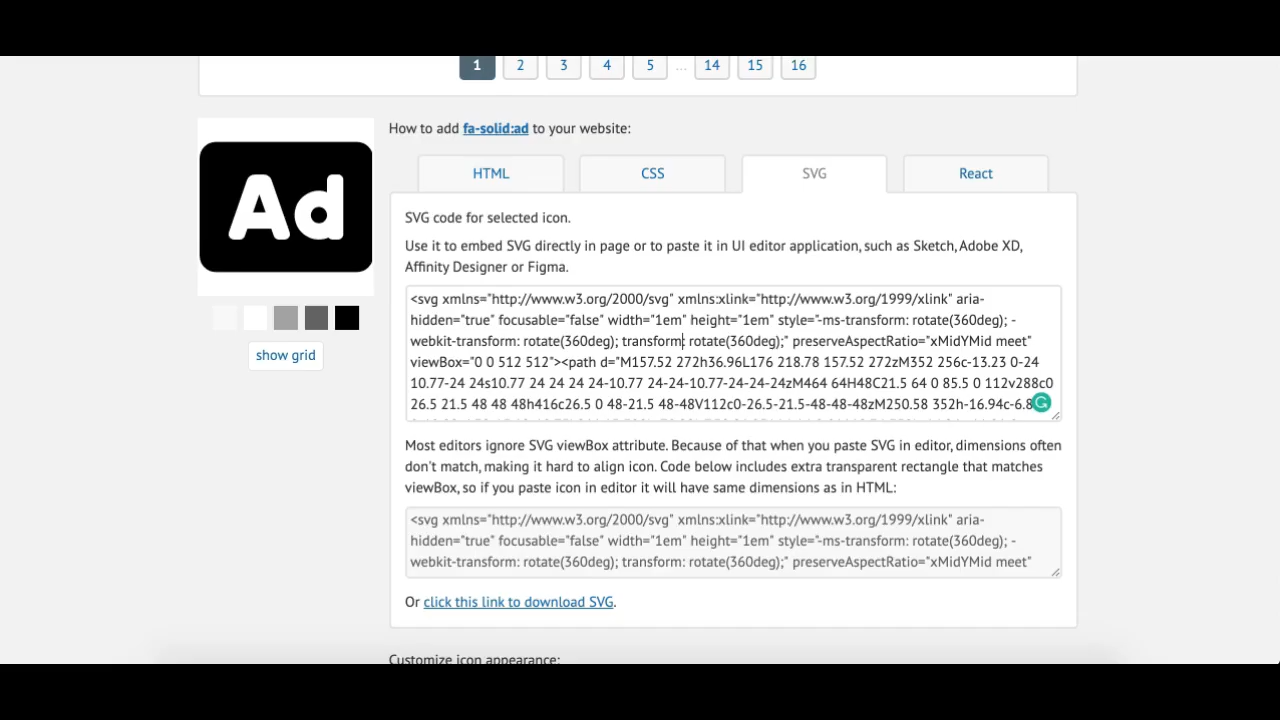 1 2 3 4 5 ... 14 15 16
How to add fa-solid:ad to your website:
Ad
HTML CSS SVG React
SVG code for selected icon.
Use it to embed SVG directly in page or to paste it in UI editor application, such as Sketch, Adobe XD,
Affinity Designer or Figma.
<svg xmlns="http://www.w3.org/2000/svg" xmlns:xlink="http://www.w3.org/1999/xlink" aria-
hidden="true" focusable="false" width="1em" height="1em" style="-ms-transform: rotate(360deg); -
webkit-transform: rotate(360deg); transform: rotate(360deg);" preserveAspectRatio="xMidYMid meet"
viewBox="0 0 512 512"><path d="M157.52 272h36.96L176 218.78 157.52 272zM352 256c-13.23 0-24
10.77-24 24s10.77 24 24 24 24-10.77 24-24-10.77-24-24-24zM464 64H48C21.5 64 0 85.5 0 112v288c0
26.5 21.5 48 48 48h416c26.5 0 48-21.5 48-48V112c0-26.5-21.5-48-48-48zM250.58 352h-16.94c-6.8
show grid
Most editors ignore SVG viewBox attribute. Because of that when you paste SVG in editor, dimensions often
don't match, making it hard to align icon. Code below includes extra transparent rectangle that matches
viewBox, so if you paste icon in editor it will have same dimensions as in HTML:
<svg xmlns="http://www.w3.org/2000/svg" xmlns:xlink="http://www.w3.org/1999/xlink" aria-
hidden="true" focusable="false" width="1em" height="1em" style="-ms-transform: rotate(360deg); -
webkit-transform: rotate(360deg); transform: rotate(360deg);" preserveAspectRatio="xMidYMid meet"
Or click this link to download SVG.
Customize icon appearance: